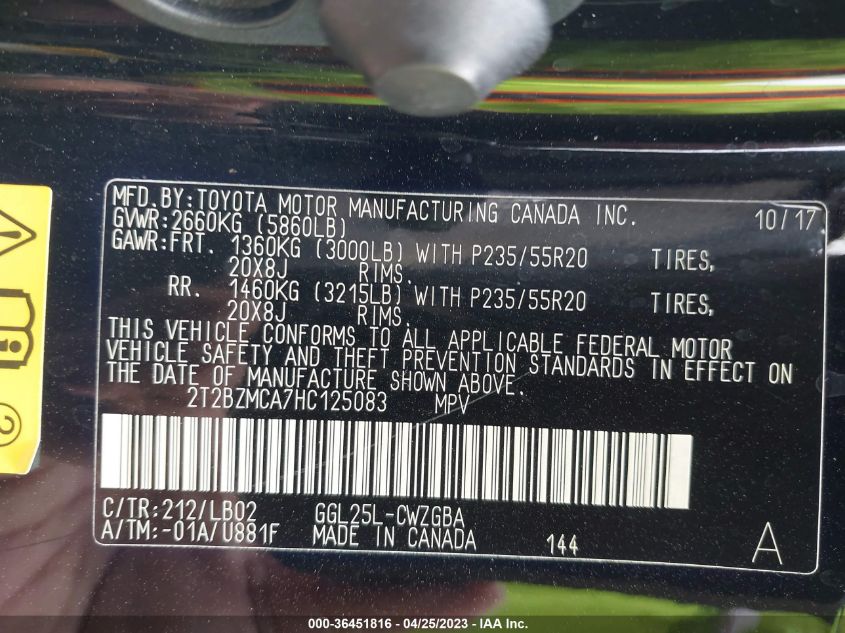 MFD.BY:TOYOTA MOTOR MANUFACTURING CANADA INC. 10/17
GVWR:2660KG (5860LB)
GAWR:FRT. 1360KG (3000LB) WITH P235/55R20 TIRES,
20X8J RIMS.
RR. 1460KG (3215LB) WITH P235/55R20 TIRES,
20X8J RIMS.
THIS VEHICLE CONFORMS TO ALL APPLICABLE FEDERAL MOTOR
VEHICLE SAFETY AND THEFT PREVENTION STANDARDS IN EFFECT ON
THE DATE OF MANUFACTURE SHOWN ABOVE.
2T2BZMCA7HC125083 MPV
C/TR:212/LB02 GGL25L-CWZGBA
A/TM:-01A/U881F MADE IN CANADA 144 A
000-36451816 - 04/25/2023 - IAA Inc.